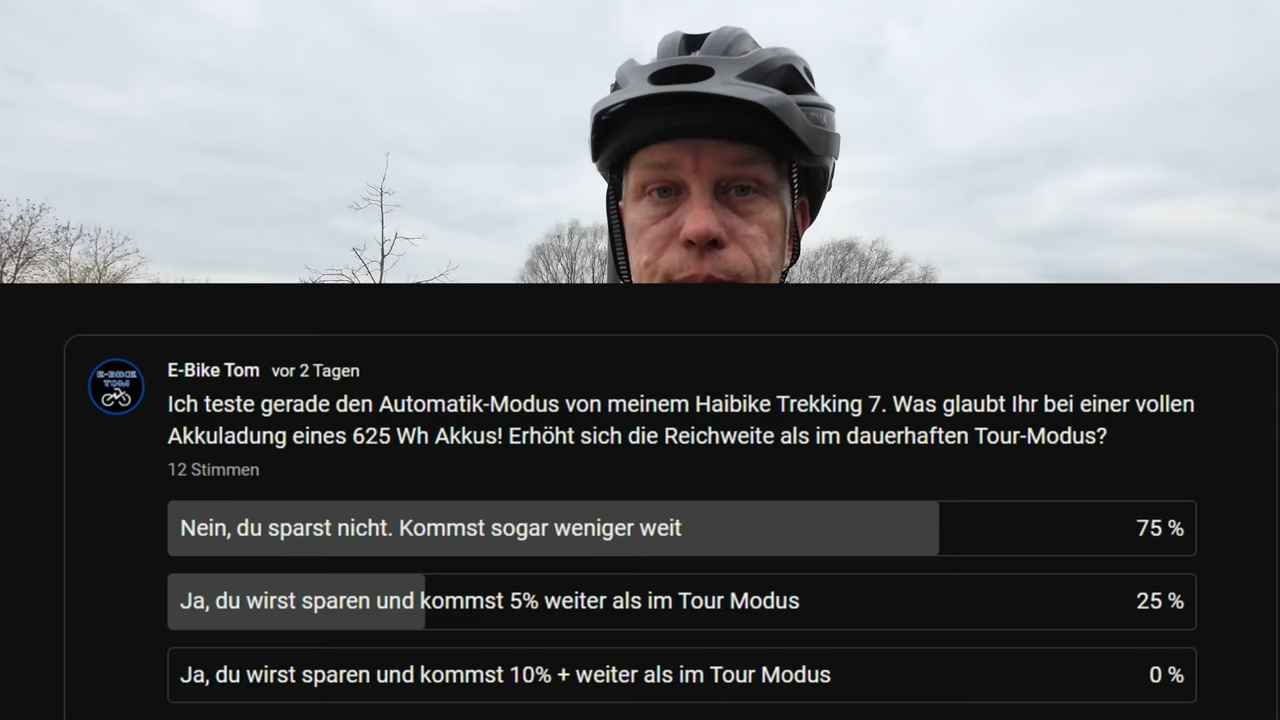 E-BIKE
TOM
E-Bike Tom vor 2 Tagen
Ich teste gerade den Automatik-Modus von meinem Haibike Trekking 7. Was glaubt Ihr bei einer vollen
Akkuladung eines 625 Wh Akkus! Erhöht sich die Reichweite als im dauerhaften Tour-Modus?
12 Stimmen
Nein, du sparst nicht. Kommst sogar weniger weit 75 %
Ja, du wirst sparen und kommst 5% weiter als im Tour Modus 25 %
Ja, du wirst sparen und kommst 10% + weiter als im Tour Modus 0 %